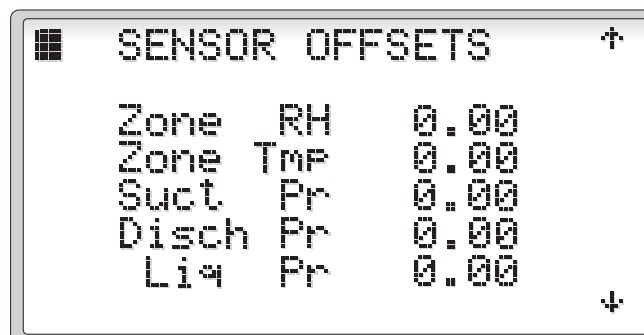 SENSOR OFFSETS
Zone RH 0.00
Zone Tmp 0.00
Suct Pr 0.00
Disch Pr 0.00
Liq Pr 0.00